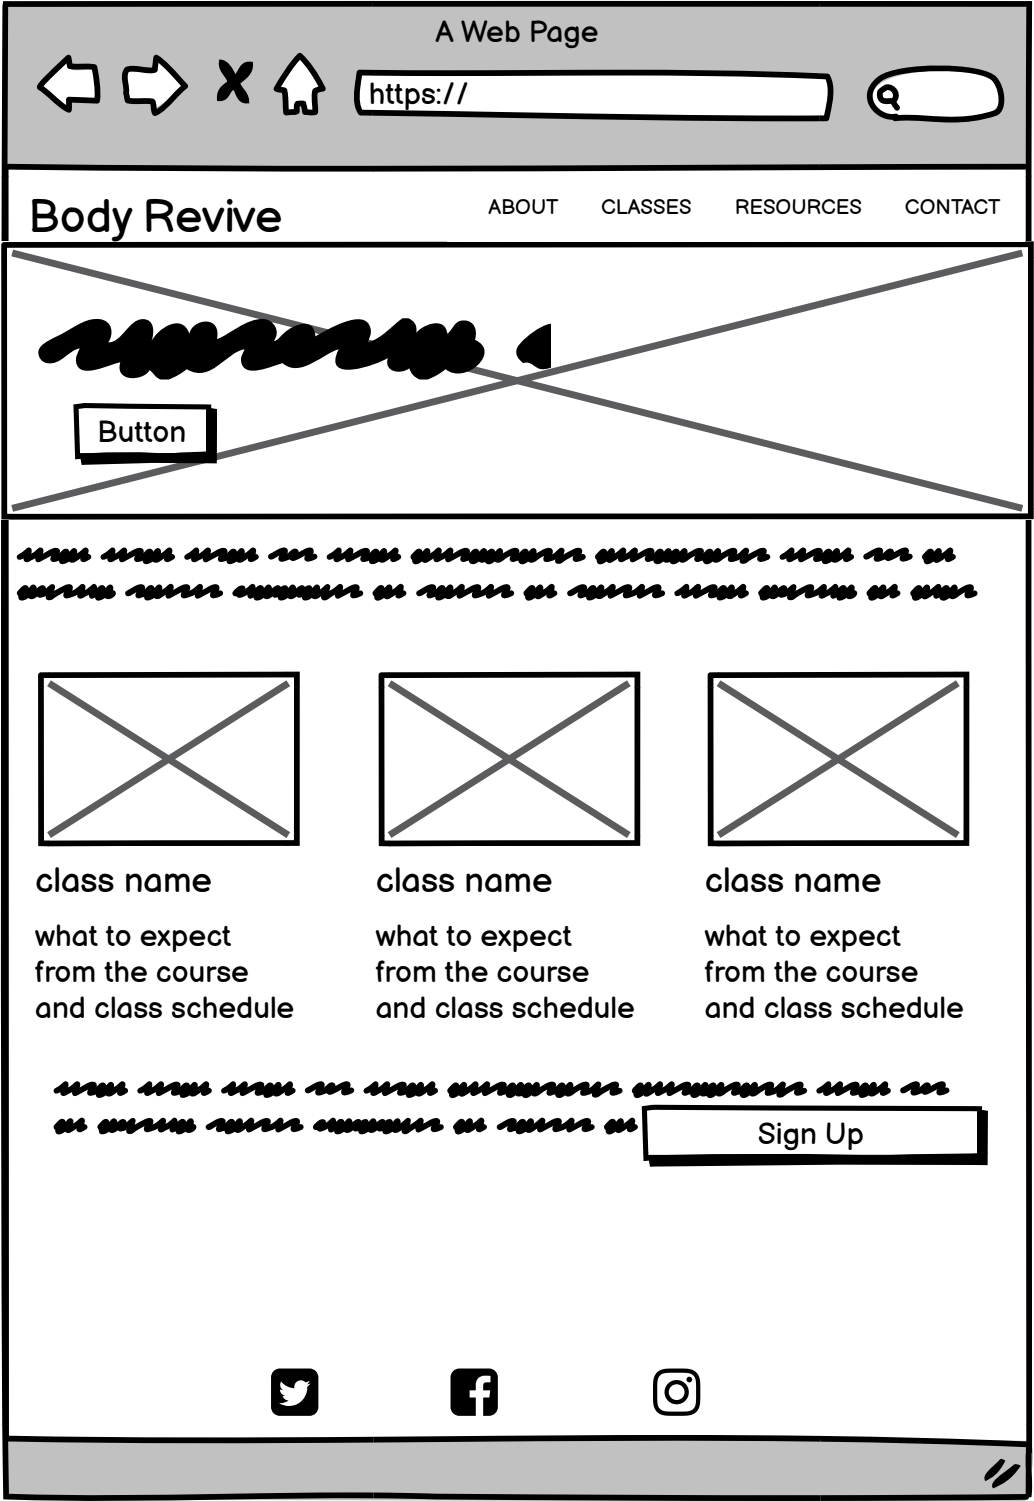 A Web Page
https://
Body Revive
ABOUT CLASSES RESOURCES CONTACT
Button
class name
what to expect
from the course
and class schedule
class name
what to expect
from the course
and class schedule
class name
what to expect
from the course
and class schedule
Sign Up